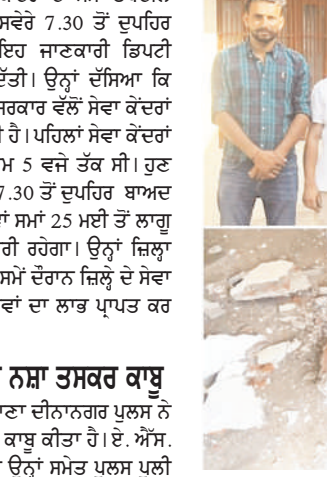 ਸਵੇਰੇ 7.30 ਤੋਂ ਦੁਪਹਿਰ
ਇਹ ਜਾਣਕਾਰੀ ਡਿਪਟੀ
ਦਿੱਤੀ। ਉਨ੍ਹਾਂ ਦੱਸਿਆ ਕਿ
ਸਰਕਾਰ ਵੱਲੋਂ ਸੇਵਾ ਕੇਂਦਰਾਂ
ਹੈ। ਪਹਿਲਾਂ ਸੇਵਾ ਕੇਂਦਰਾਂ
5 ਵਜੇ ਤੱਕ ਸੀ। ਹੁਣ
7.30 ਤੋਂ ਦੁਪਹਿਰ ਬਾਅਦ
ਸਮਾਂ 25 ਮਈ ਤੋਂ ਲਾਗੂ
ਰਹੇਗਾ। ਉਨ੍ਹਾਂ ਜ਼ਿਲ੍ਹਾ
ਸਮੇਂ ਦੌਰਾਨ ਜ਼ਿਲ੍ਹੇ ਦੇ ਸੇਵਾ
ਦਾ ਲਾਭ ਪ੍ਰਾਪਤ ਕਰ
ਨਸ਼ਾ ਤਸਕਰ ਕਾਬੂ
ਦੀਨਾਨਗਰ ਪੁਲਸ ਨੇ
ਕਾਬੂ ਕੀਤਾ ਹੈ। ਏ. ਐੱਸ.
ਉਨ੍ਹਾਂ ਸਮੇਤ ਪੁਲਸ ਪੁਲੀ